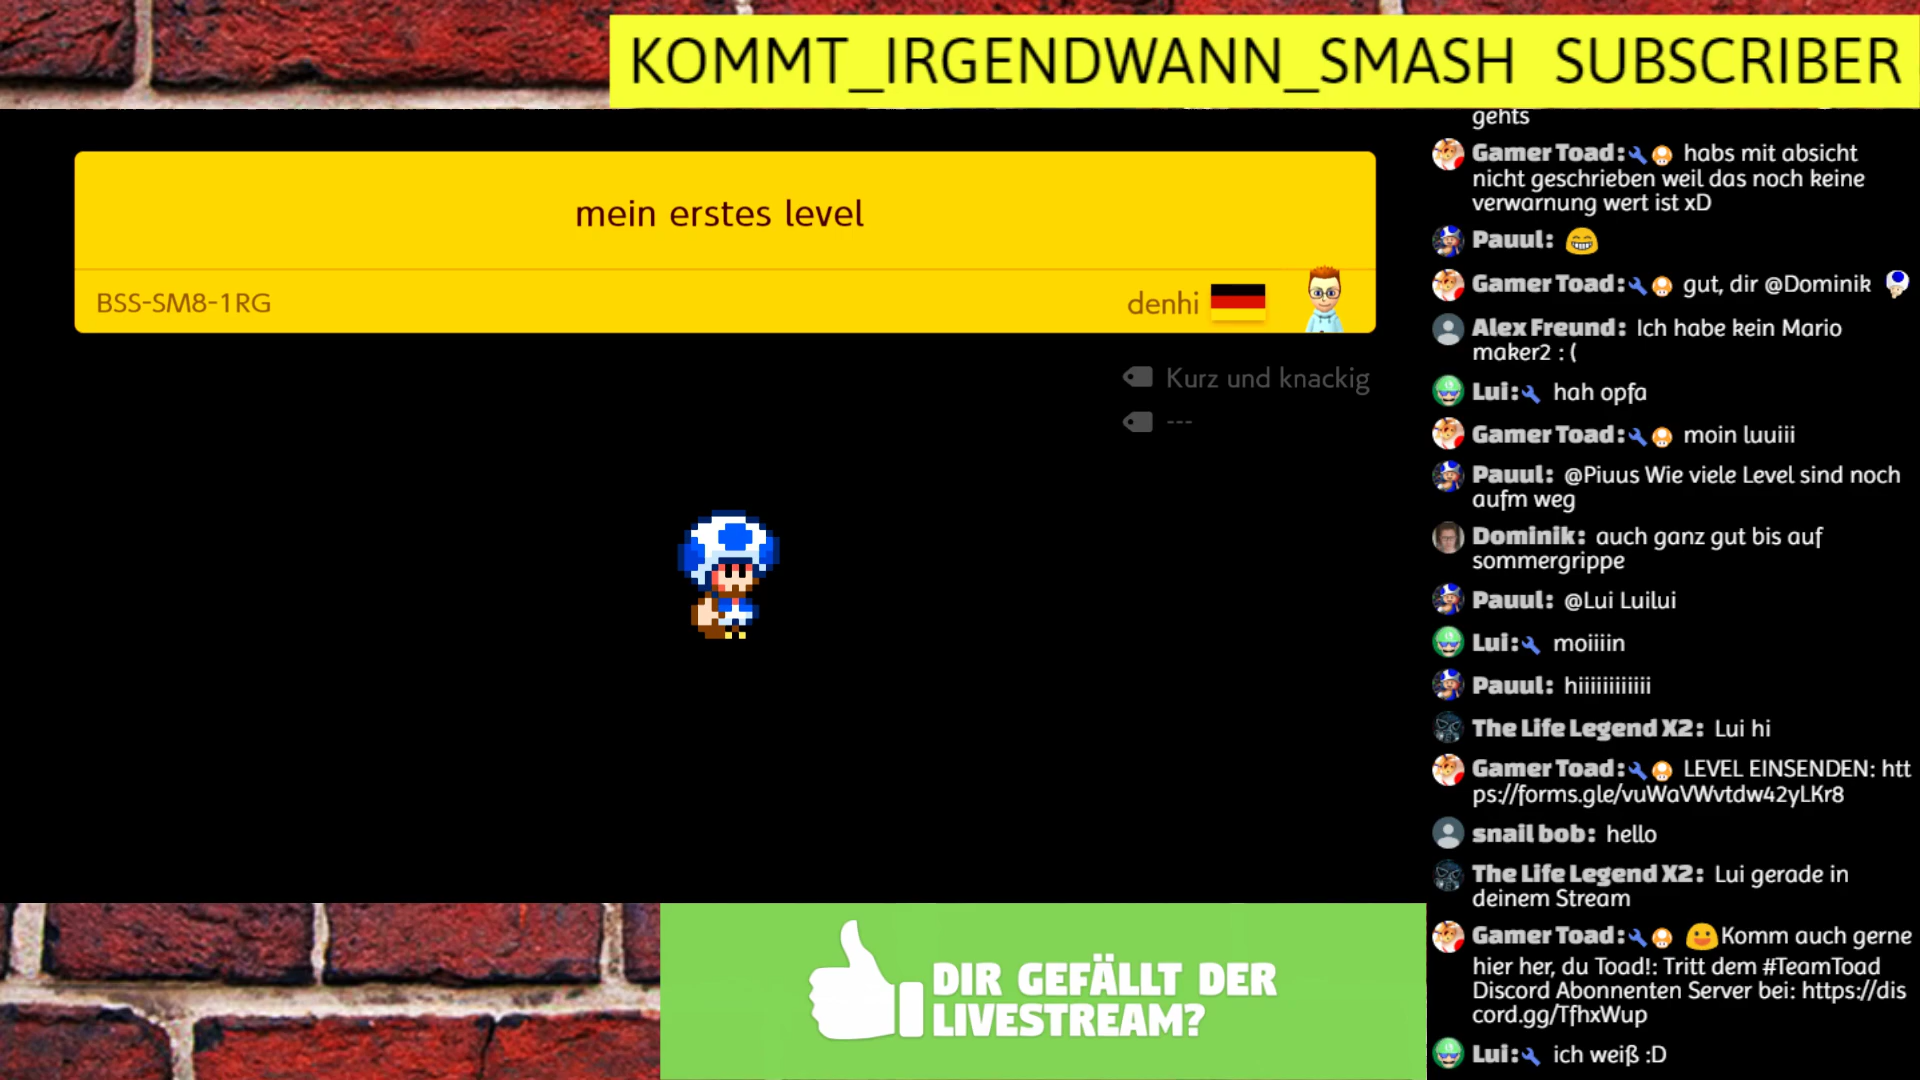 KOMMT_IRGENDWANN_SMASH SUBSCRIBER
mein erstes level
BSS-SM8-1RG
denhi
Kurz und knackig
---
DIR GEFÄLLT DER
LIVESTREAM?
gehts
Gamer Toad: habs mit absicht
nicht geschrieben weil das noch keine
verwarnung wert ist xD
Pauul:
Gamer Toad: gut, dir @Dominik
Alex Freund: Ich habe kein Mario
maker2 : (
Lui: hah opfa
Gamer Toad: moin luuiii
Pauul: @Piuus Wie viele Level sind noch
aufm weg
Dominik: auch ganz gut bis auf
sommergrippe
Pauul: @Lui Luilui
Lui: moiiiin
Pauul: hiiiiiiiiiiii
The Life Legend X2: Lui hi
Gamer Toad: LEVEL EINSENDEN: htt
ps://forms.gle/vuWaVWvtdw42yLKr8
snail bob: hello
The Life Legend X2: Lui gerade in
deinem Stream
Gamer Toad: Komm auch gerne
hier her, du Toad!: Tritt dem #TeamToad
Discord Abonnenten Server bei: https://dis
cord.gg/TfhxWup
Lui: ich weiß :D